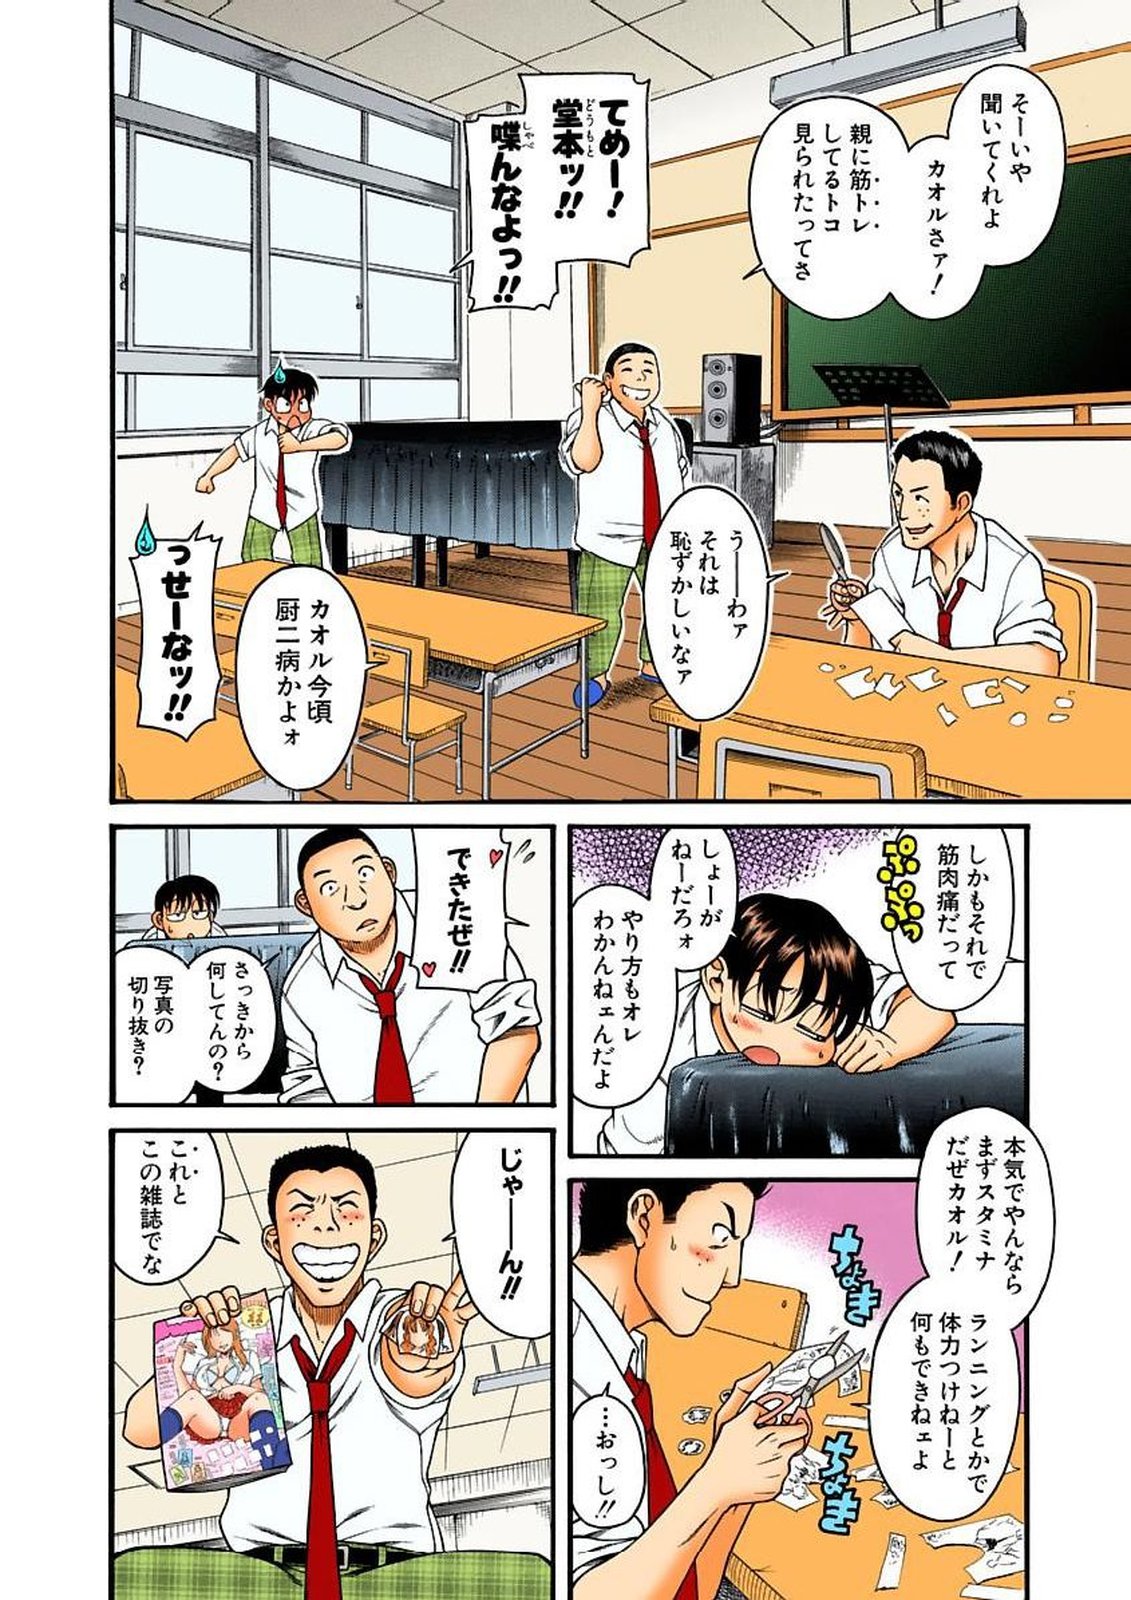 そーいや
聞いてくれよ
カオルさァ!
親に筋トレ
してるトコ
見られたってさ
てめー!
堂本ッ!!
喋んなよっ!!
うーーわァ
それは
恥ずかしいなァ
カオル今頃
厨二病かよォ
っせーなッ!!
しかもそれで
筋肉痛だって
ぷぷっ
しょーが
ねーだろォ
やり方もオレ
わかんねェんだよ
できたぜ!!
さっきから
何してんの?
写真の
切り抜き?
本気でやんなら
まずスタミナ
だぜカオル!
ランニングとかで
体力つけねーと
何もできねェよ
ちょき
ちょき
…おっし!!
じゃーーん!!
これと
この雑誌でな